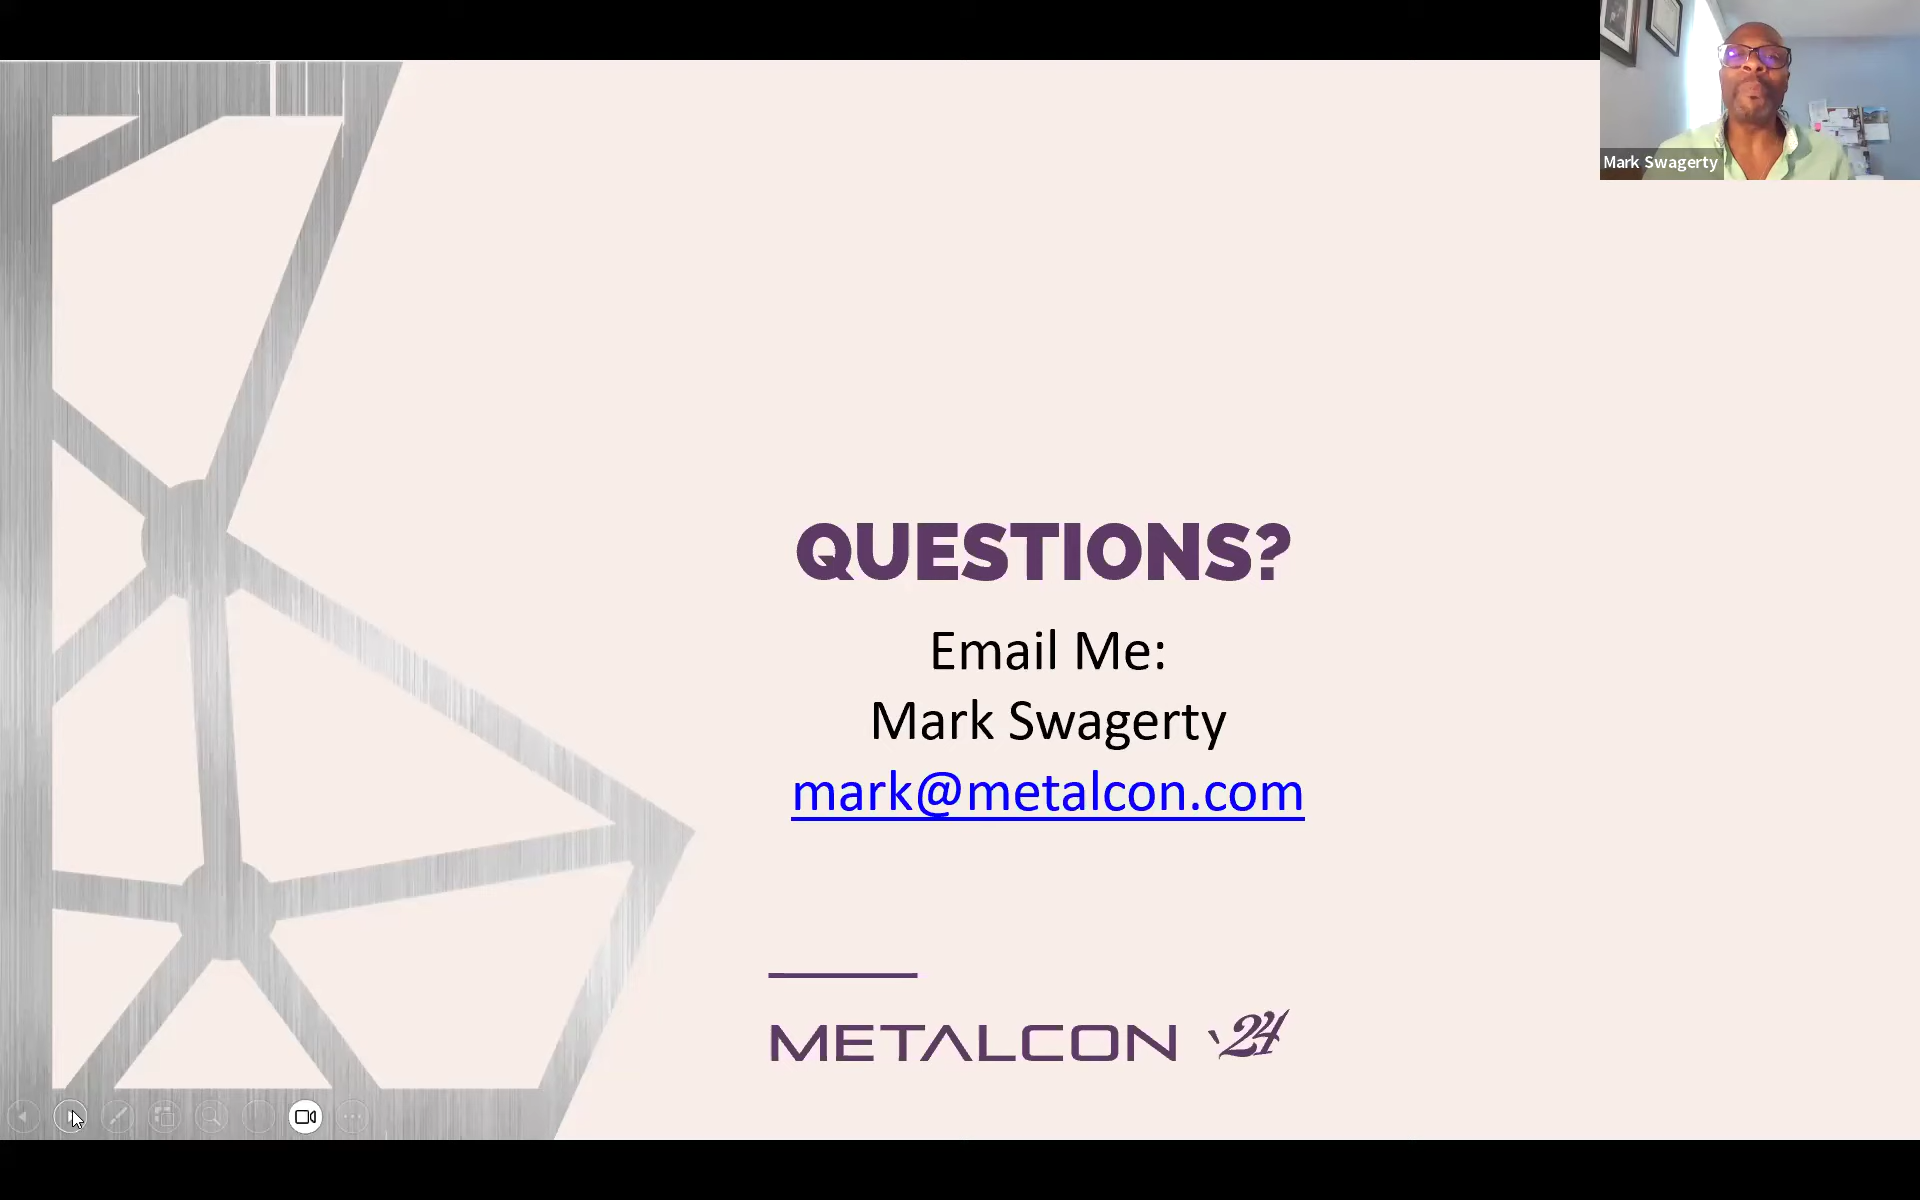 Mark Swagerty
QUESTIONS?
Email Me:
Mark Swagerty
mark@metalcon.com
METALCON '24